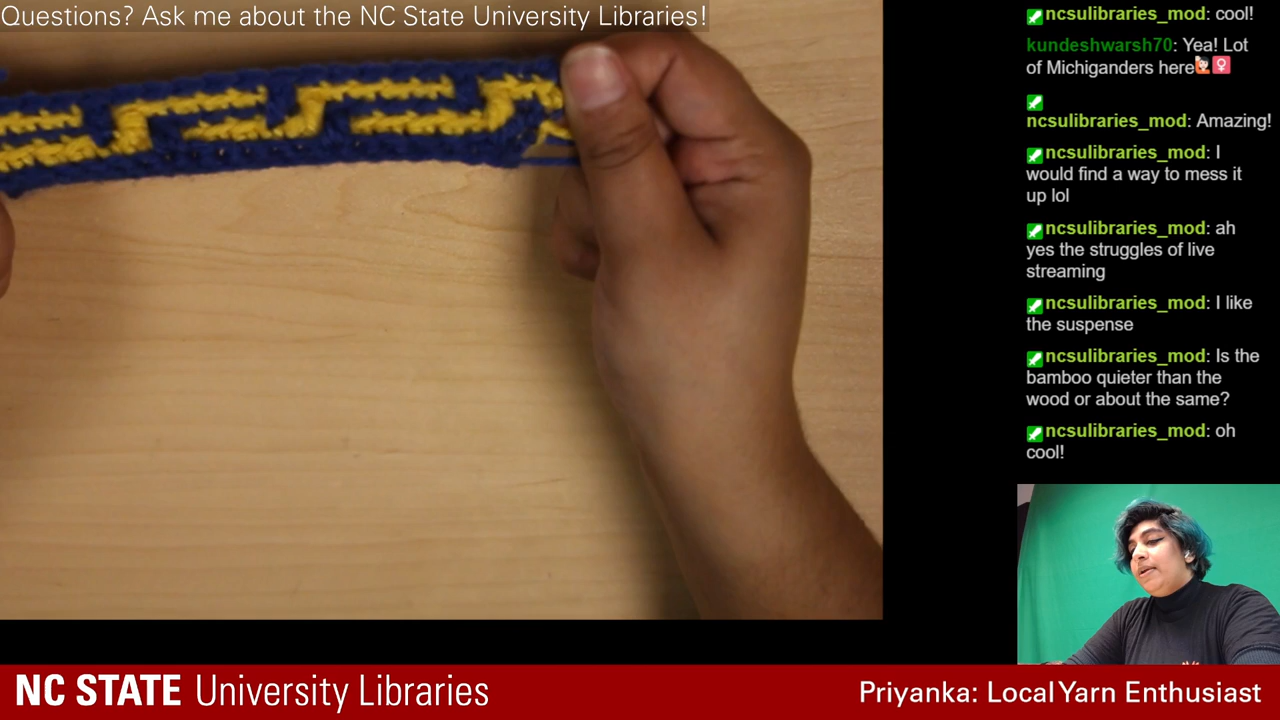 Questions? Ask me about the NC State University Libraries!
ncsulibraries_mod: cool!
kundeshwarsh70: Yea! Lot
of Michiganders here
ncsulibraries_mod: Amazing!
ncsulibraries_mod: I
would find a way to mess it
up lol
ncsulibraries_mod: ah
yes the struggles of live
streaming
ncsulibraries_mod: I like
the suspense
ncsulibraries_mod: Is the
bamboo quieter than the
wood or about the same?
ncsulibraries_mod: oh
cool!
NC STATE University Libraries
Priyanka: Local Yarn Enthusiast